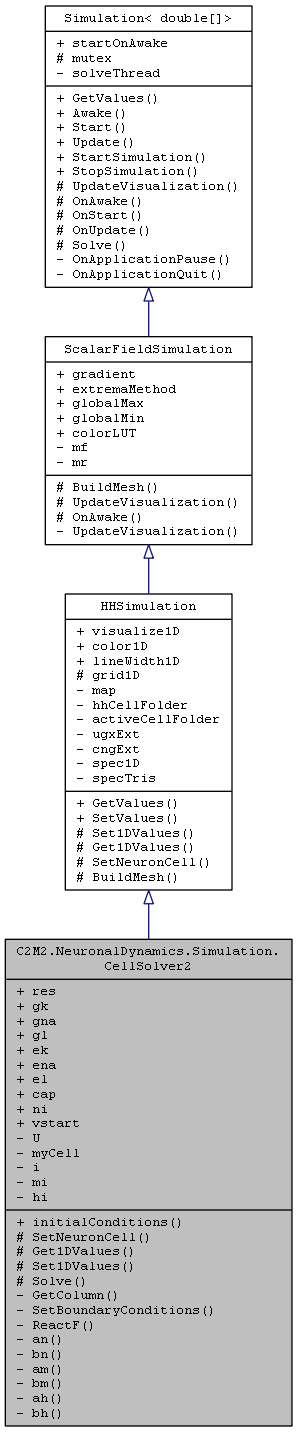 Simulation< double[]>
+ startOnAwake
# mutex
- solveThread
+ GetValues()
+ Awake()
+ Start()
+ Update()
+ StartSimulation()
+ StopSimulation()
# UpdateVisualization()
# OnAwake()
# OnStart()
# OnUpdate()
# Solve()
- OnApplicationPause()
- OnApplicationQuit()
ScalarFieldSimulation
+ gradient
+ extremaMethod
+ globalMax
+ globalMin
+ colorLUT
- mf
- mr
# BuildMesh()
# UpdateVisualization()
# OnAwake()
- UpdateVisualization()
HHSimulation
+ visualize1D
+ color1D
+ lineWidth1D
# grid1D
- map
- hhCellFolder
- activeCellFolder
- ugxExt
- cngExt
- spec1D
- specTris
+ GetValues()
+ SetValues()
# Set1DValues()
# Get1DValues()
# SetNeuronCell()
# BuildMesh()
C2M2.NeuronalDynamics.Simulation.
CellSolver2
+ res
+ gk
+ gna
+ gl
+ ek
+ ena
+ el
+ cap
+ ni
+ vstart
- U
- myCell
- i
- mi
- hi
+ initialConditions()
# SetNeuronCell()
# Get1DValues()
# Set1DValues()
# Solve()
- GetColumn()
- SetBoundaryConditions()
- ReactF()
- an()
- bn()
- am()
- bm()
- ah()
- bh()